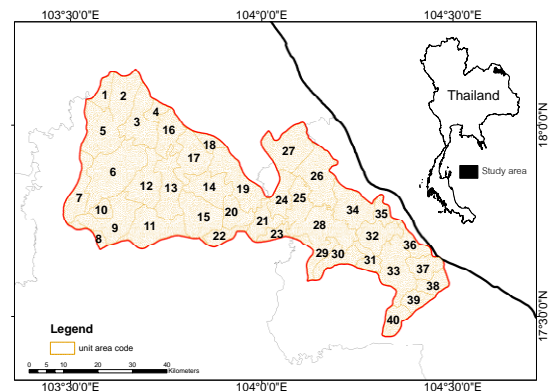 103°30'0"E 104°0'0"E 104°30'0"E
Thailand
Study area
18°0'0"N
17°30'0"N
1 2
3 4
5 16
18
17
27
6
26
12 13 14 19
7
24 25
10
34 35
15 20
9 11
21 28
8 22 23
32 36
29 30
31
33 37
38
39
40
Legend
unit area code
0 5 10 20 30 40
Kilometers
103°30'0"E 104°0'0"E 104°30'0"E